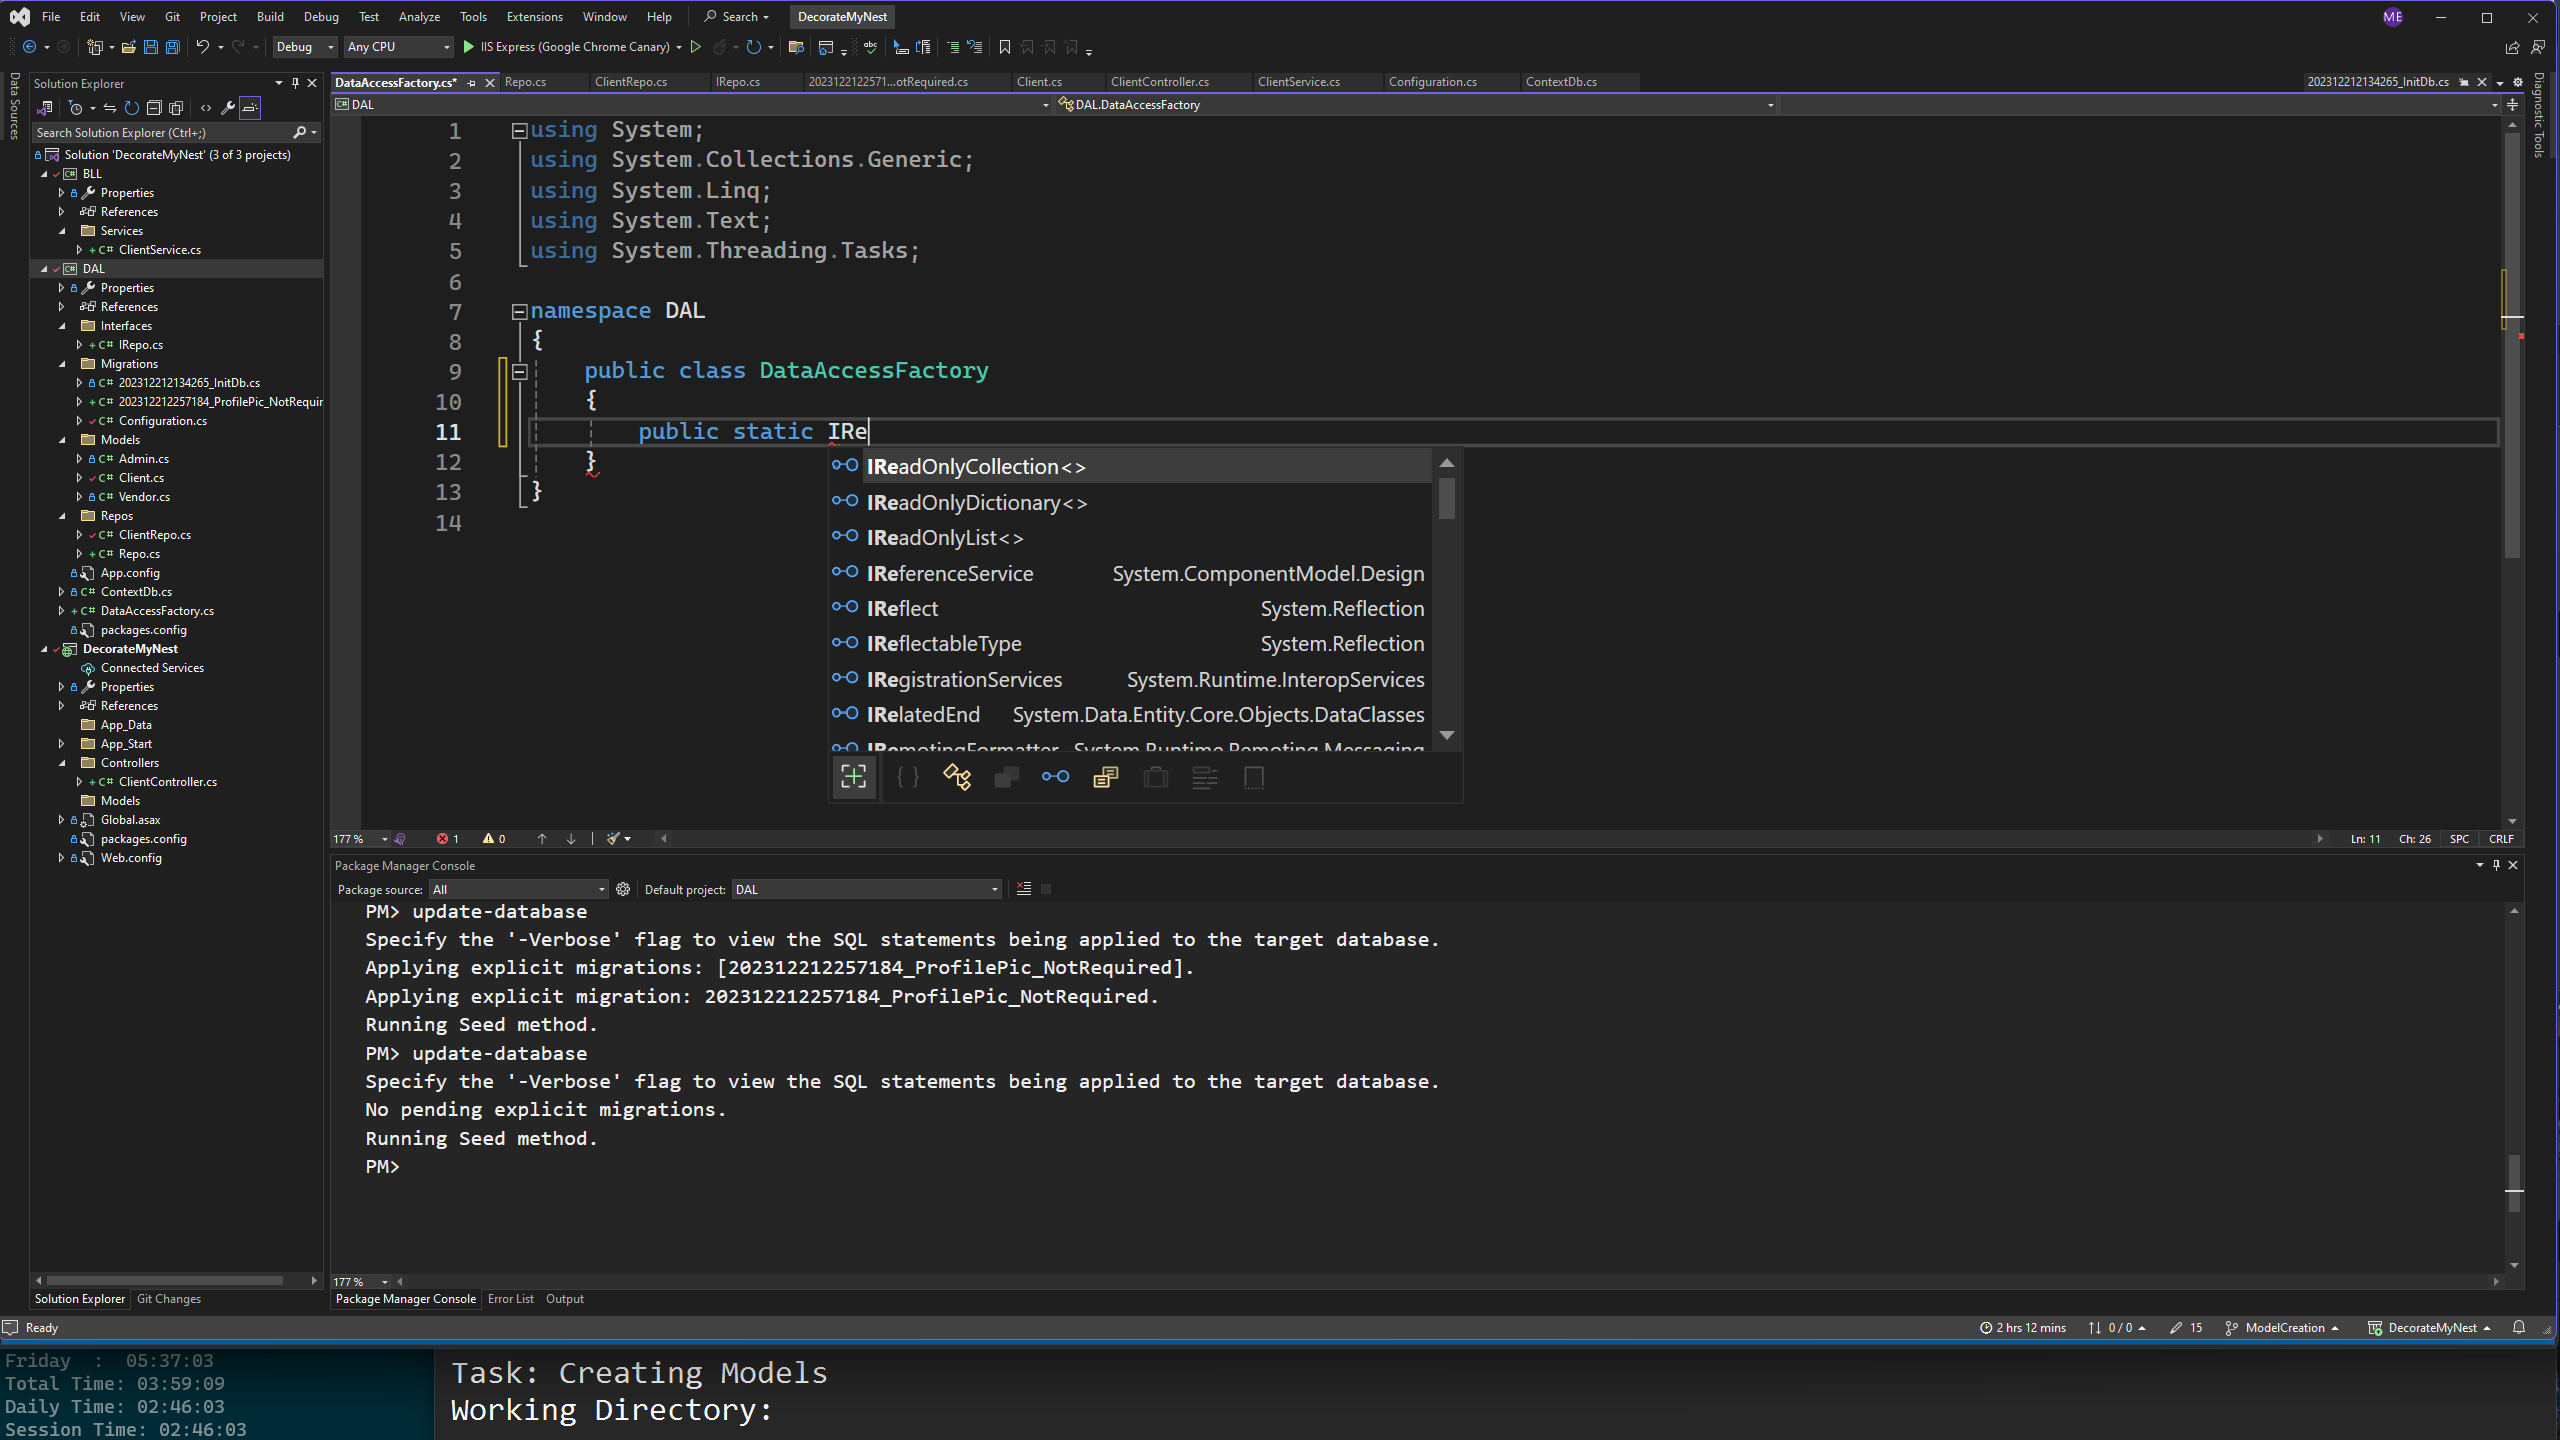 File Edit View Git Project Build Debug Test Analyze Tools Extensions Window Help Search DecorateMyNest ME
Debug Any CPU IIS Express (Google Chrome Canary)
Data Sources
Solution Explorer
Search Solution Explorer (Ctrl+;)
Solution 'DecorateMyNest' (3 of 3 projects)
BLL
Properties
References
Services
C# ClientService.cs
DAL
Properties
References
Interfaces
C# IRepo.cs
Migrations
C# 202312212134265_InitDb.cs
C# 202312212257184_ProfilePic_NotRequir
C# Configuration.cs
Models
C# Admin.cs
C# Client.cs
C# Vendor.cs
Repos
C# ClientRepo.cs
C# Repo.cs
App.config
C# ContextDb.cs
C# DataAccessFactory.cs
packages.config
DecorateMyNest
Connected Services
Properties
References
App_Data
App_Start
Controllers
C# ClientController.cs
Models
Global.asax
packages.config
Web.config
Solution Explorer Git Changes
DataAccessFactory.cs* Repo.cs ClientRepo.cs IRepo.cs 2023122122571...otRequired.cs Client.cs ClientController.cs ClientService.cs Configuration.cs ContextDb.cs 202312212134265_InitDb.cs
DAL DAL.DataAccessFactory
1 using System;
2 using System.Collections.Generic;
3 using System.Linq;
4 using System.Text;
5 using System.Threading.Tasks;
6
7 namespace DAL
8 {
9 public class DataAccessFactory
10 {
11 public static IRe
12 }
13 }
14
IReadOnlyCollection<>
IReadOnlyDictionary<>
IReadOnlyList<>
IReferenceService System.ComponentModel.Design
IReflect System.Reflection
IReflectableType System.Reflection
IRegistrationServices System.Runtime.InteropServices
IRelatedEnd System.Data.Entity.Core.Objects.DataClasses
IRemotingFormatter System.Runtime.Remoting.Messaging
177 % 1 0 Ln: 11 Ch: 26 SPC CRLF
Diagnostic Tools
Package Manager Console
Package source: All Default project: DAL
PM> update-database
Specify the '-Verbose' flag to view the SQL statements being applied to the target database.
Applying explicit migrations: [202312212257184_ProfilePic_NotRequired].
Applying explicit migration: 202312212257184_ProfilePic_NotRequired.
Running Seed method.
PM> update-database
Specify the '-Verbose' flag to view the SQL statements being applied to the target database.
No pending explicit migrations.
Running Seed method.
PM>
177 %
Package Manager Console Error List Output
Ready 2 hrs 12 mins 0 / 0 15 ModelCreation DecorateMyNest
Friday : 05:37:03
Total Time: 03:59:09
Daily Time: 02:46:03
Session Time: 02:46:03
Task: Creating Models
Working Directory: